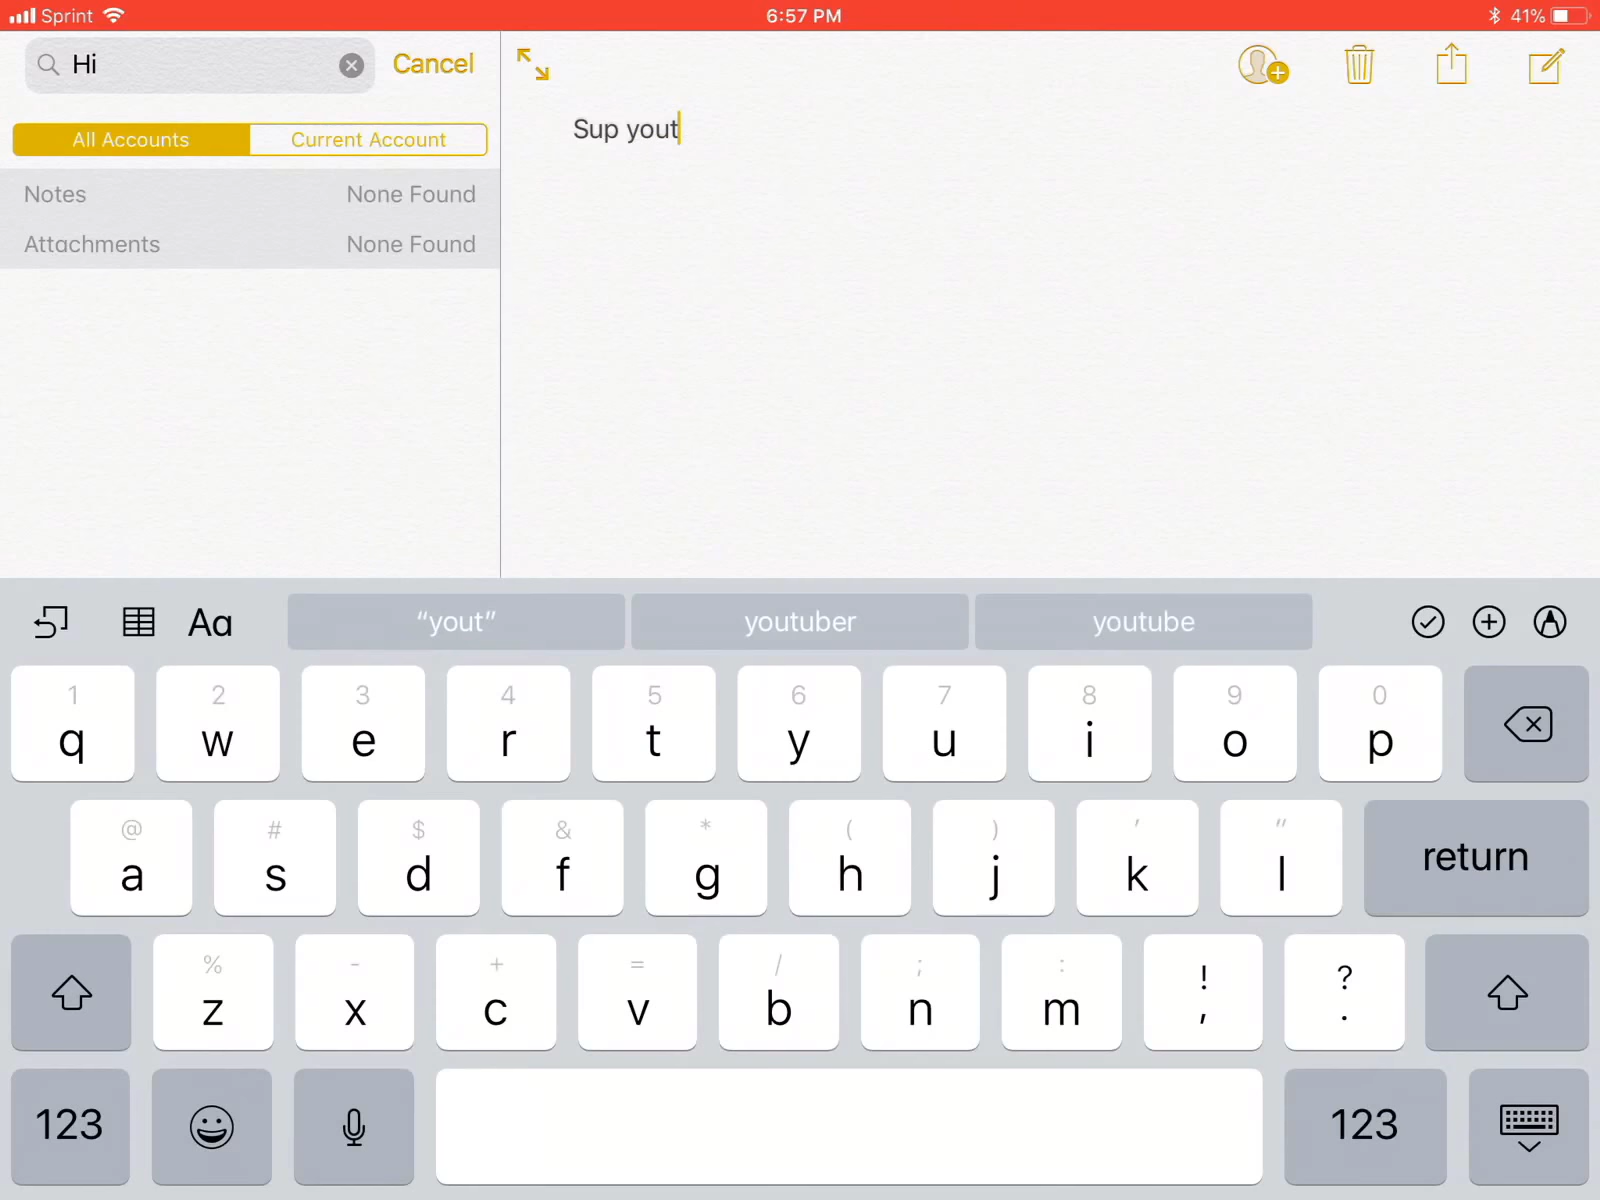 Sprint 6:57 PM 41%
Hi Cancel
All Accounts Current Account
Notes None Found
Attachments None Found
Sup yout
Aa “yout” youtuber youtube
1 2 3 4 5 6 7 8 9 0
q w e r t y u i o p
@ # $ & * ( ) ' "
a s d f g h j k l return
% - + = / ; : ! ?
z x c v b n m , .
123 123